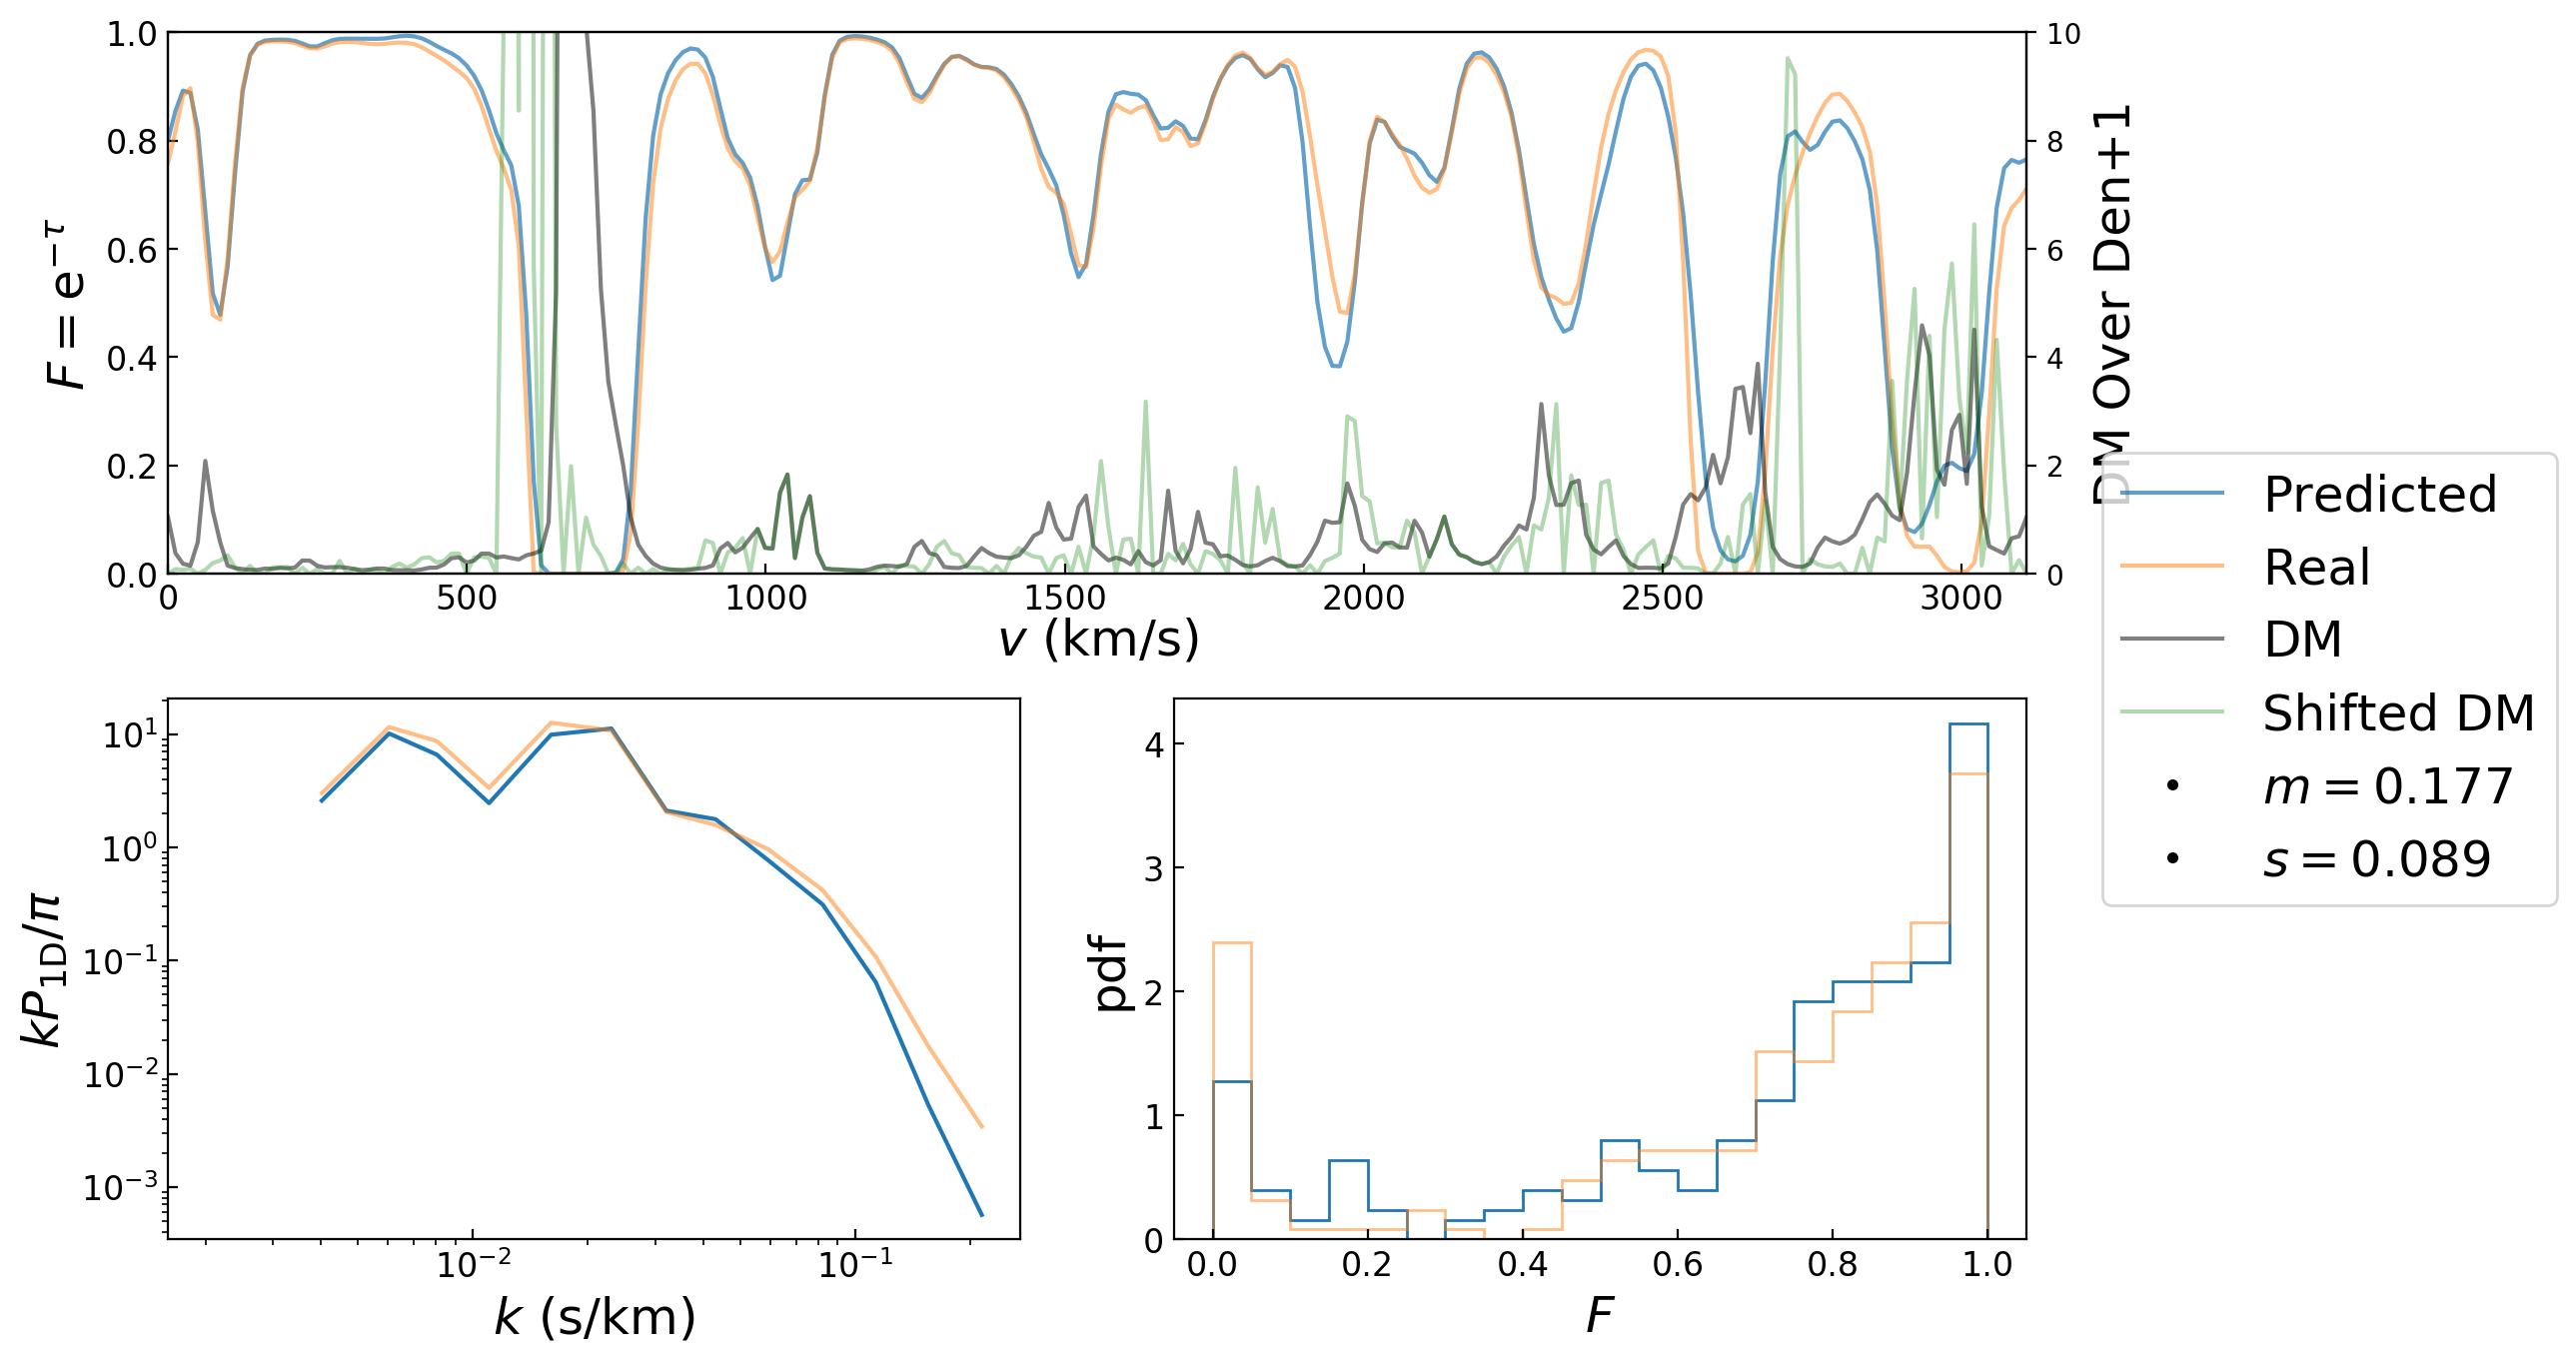 1.0
0.8
0.6
0.4
0.2
0.0
F = e^{−τ}
10
8
6
4
2
0
DM Over Den+1
0 500 1000 1500 2000 2500 3000
v (km/s)
Predicted
Real
DM
Shifted DM
m = 0.177
s = 0.089
10^1
10^0
10^{−1}
10^{−2}
10^{−3}
kP_{1D}/π
10^{−2} 10^{−1}
k (s/km)
4
3
2
1
0
pdf
0.0 0.2 0.4 0.6 0.8 1.0
F